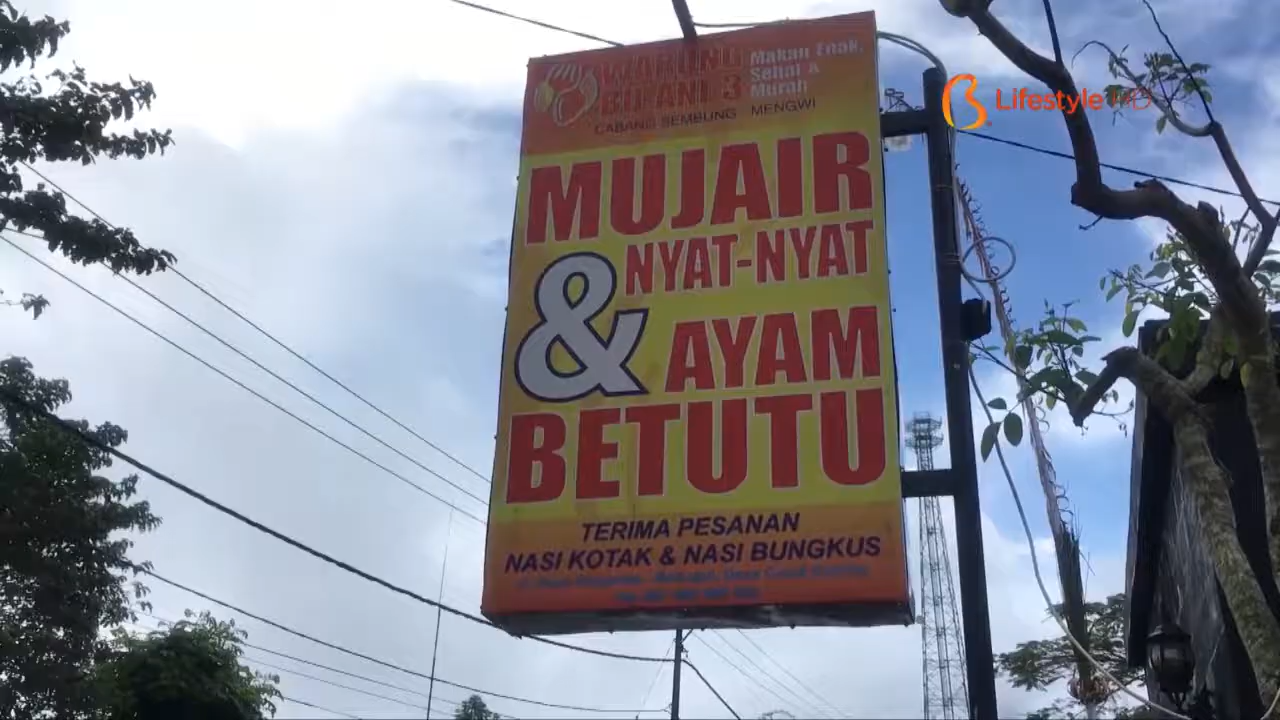 WARUNG
BU ANI 3
Makan Enak,
Sehat &
Murah
CABANG SEMBUNG MENGWI
MUJAIR
NYAT-NYAT
& AYAM
BETUTU
TERIMA PESANAN
NASI KOTAK & NASI BUNGKUS
B Lifestyle HD